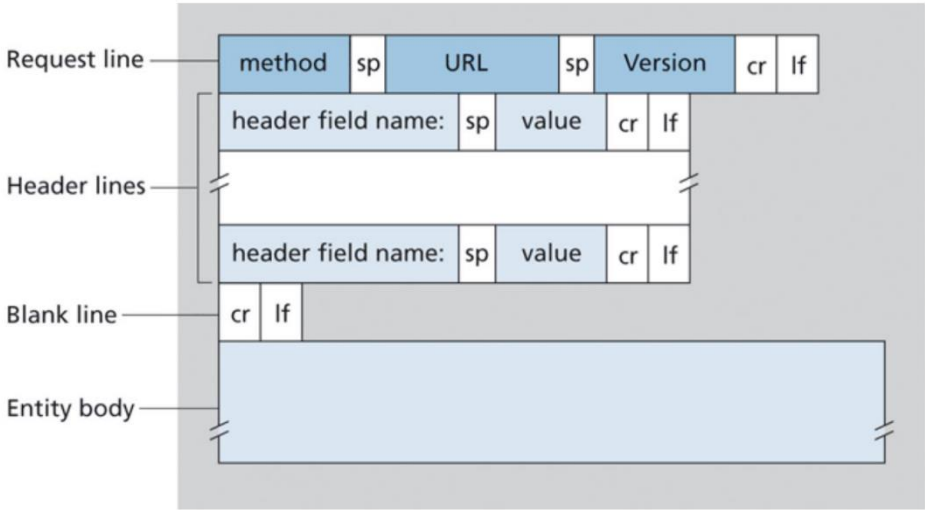 Request line method sp URL sp Version cr lf
header field name: sp value cr lf
Header lines
header field name: sp value cr lf
Blank line cr lf
Entity body